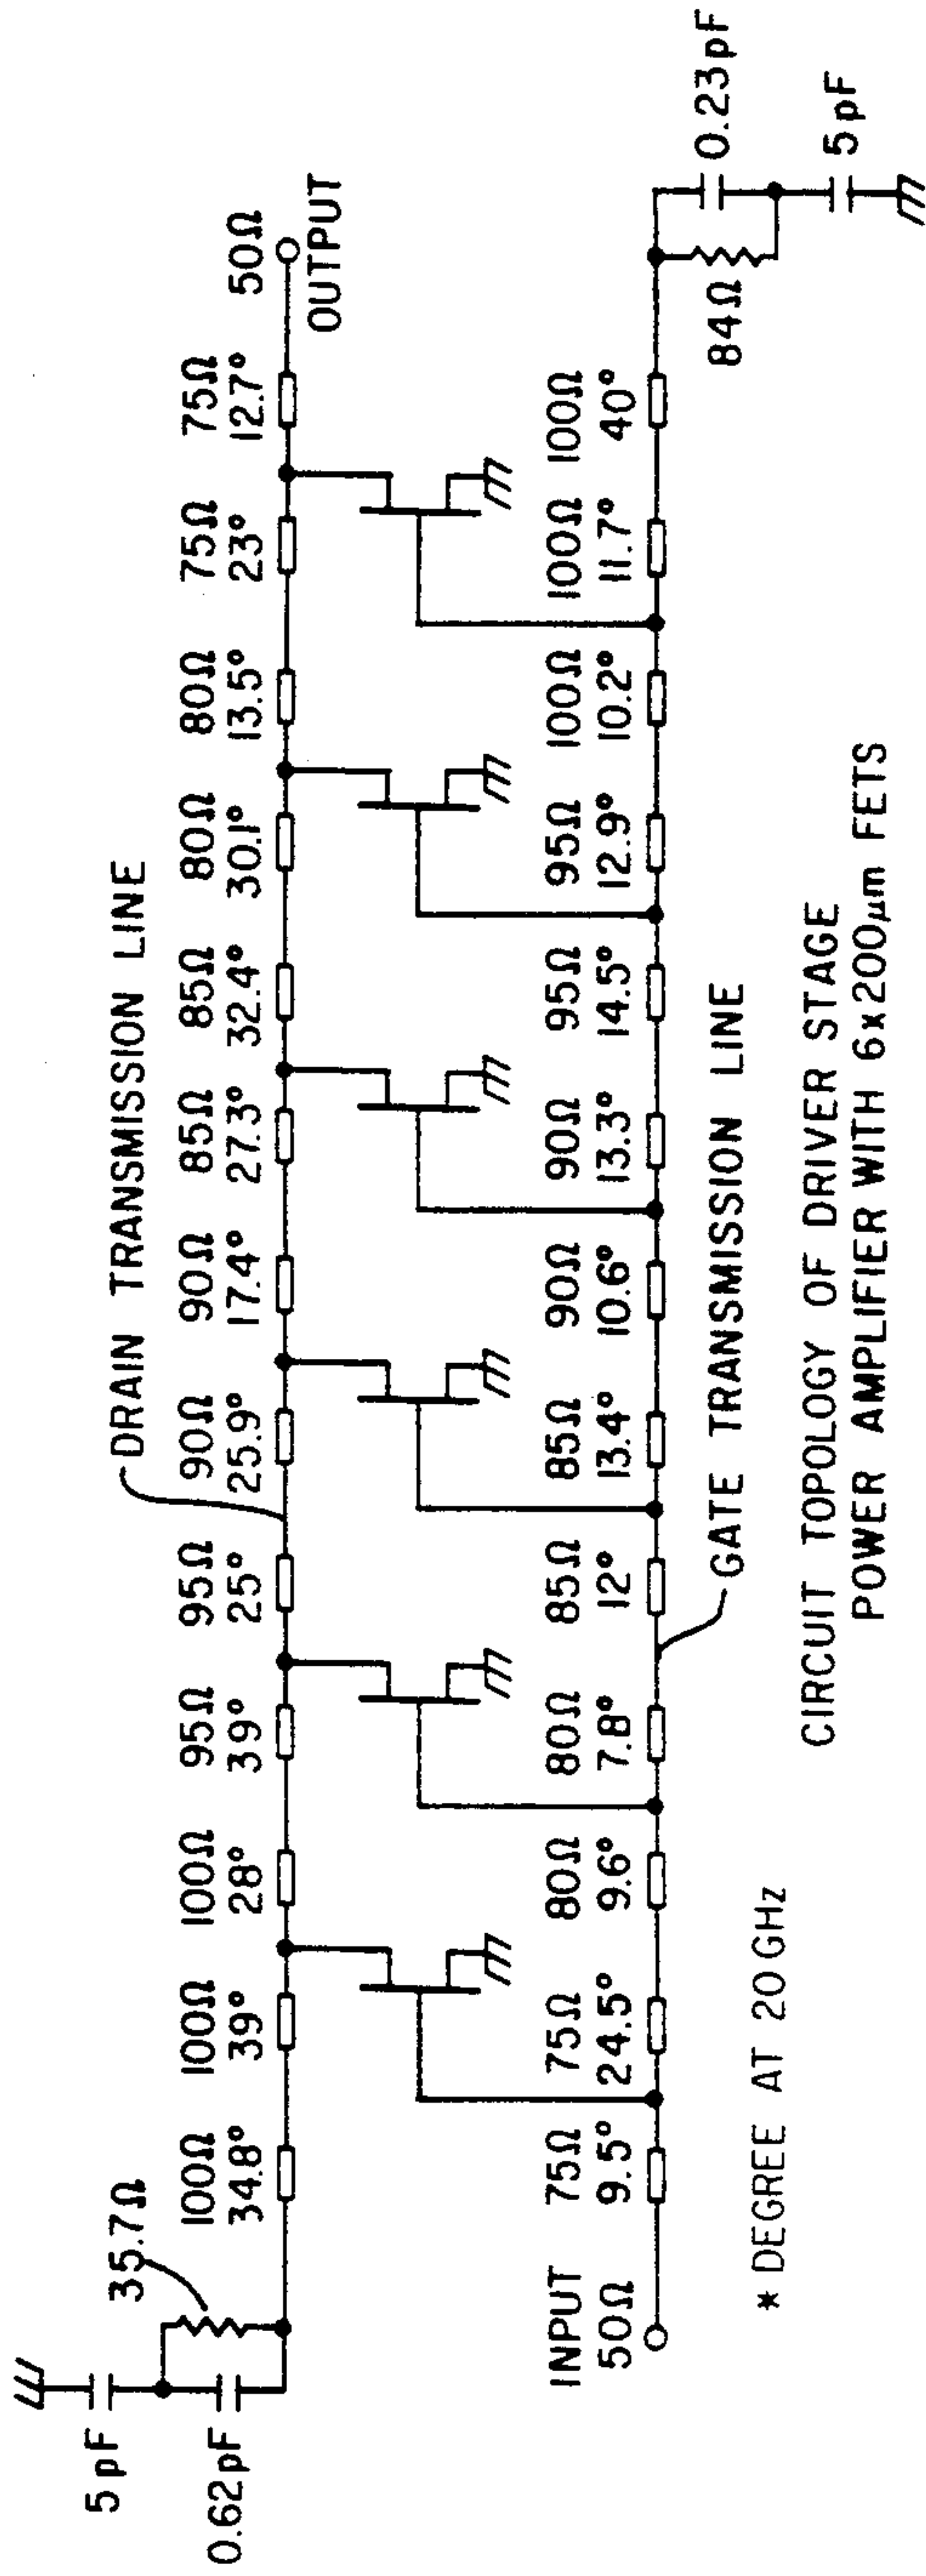 5pF
0.62pF
35.7Ω
100Ω
34.8°
100Ω
39°
100Ω
28°
95Ω
39°
95Ω
25°
90Ω
25.9°
90Ω
17.4°
85Ω
27.3°
85Ω
32.4°
80Ω
30.1°
80Ω
13.5°
75Ω
23°
75Ω
12.7°
50Ω
OUTPUT
DRAIN TRANSMISSION LINE
INPUT
50Ω
75Ω
9.5°
75Ω
24.5°
80Ω
9.6°
80Ω
7.8°
85Ω
12°
85Ω
13.4°
90Ω
10.6°
90Ω
13.3°
95Ω
14.5°
95Ω
12.9°
100Ω
10.2°
100Ω
11.7°
100Ω
40°
84Ω
0.23pF
5pF
GATE TRANSMISSION LINE
* DEGREE AT 20GHz
CIRCUIT TOPOLOGY OF DRIVER STAGE
POWER AMPLIFIER WITH 6x200μm FETS